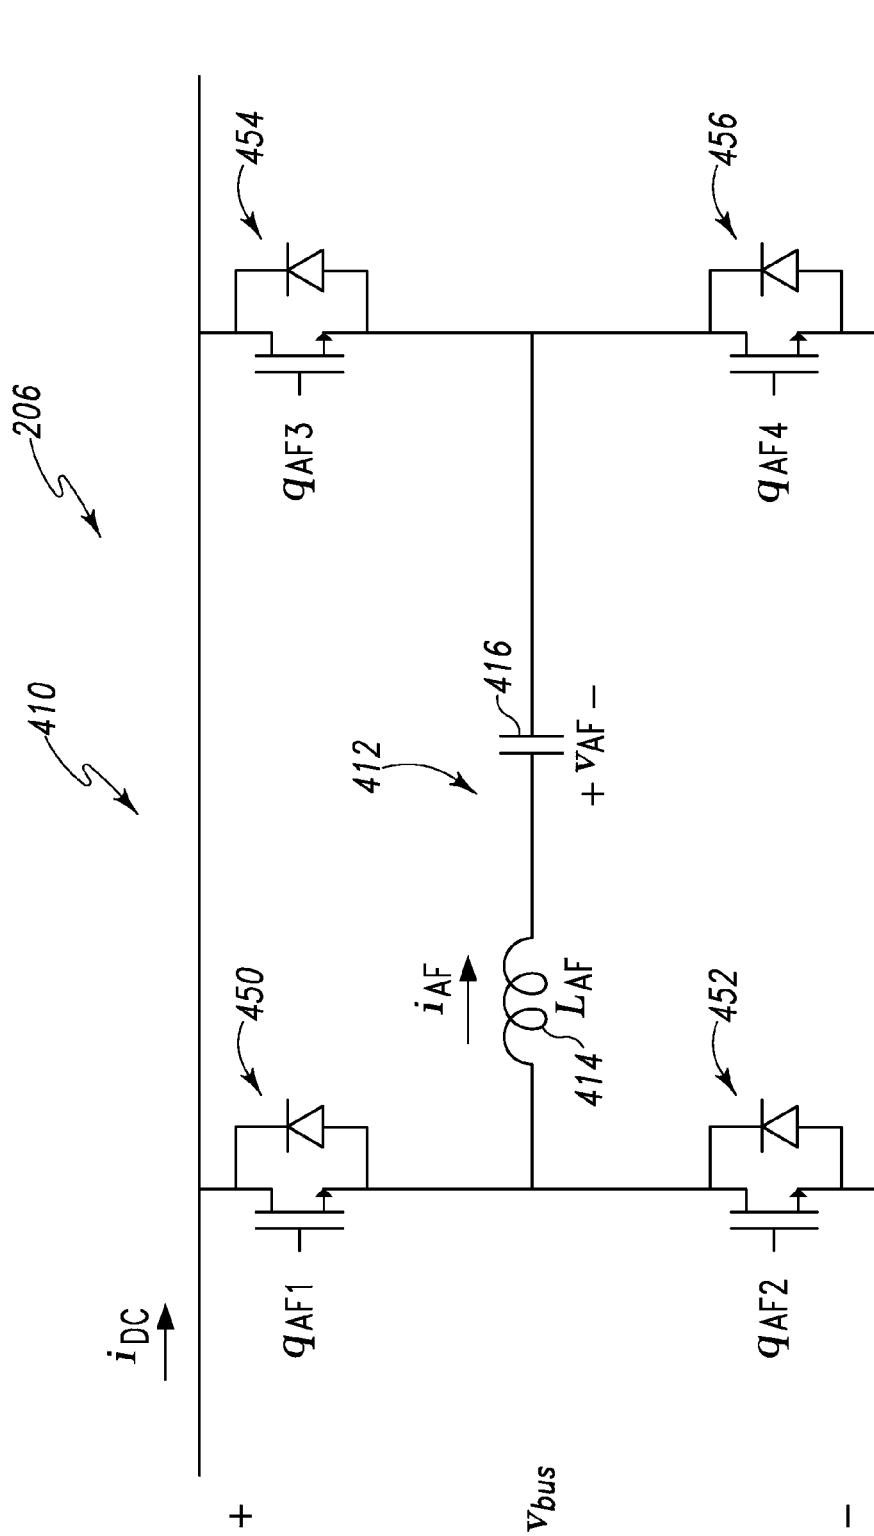 206
410
i_DC
+
450
454
q_AF1
q_AF3
412
416
i_AF
v_bus
L_AF
+ v_AF −
414
452
456
q_AF2
q_AF4
−